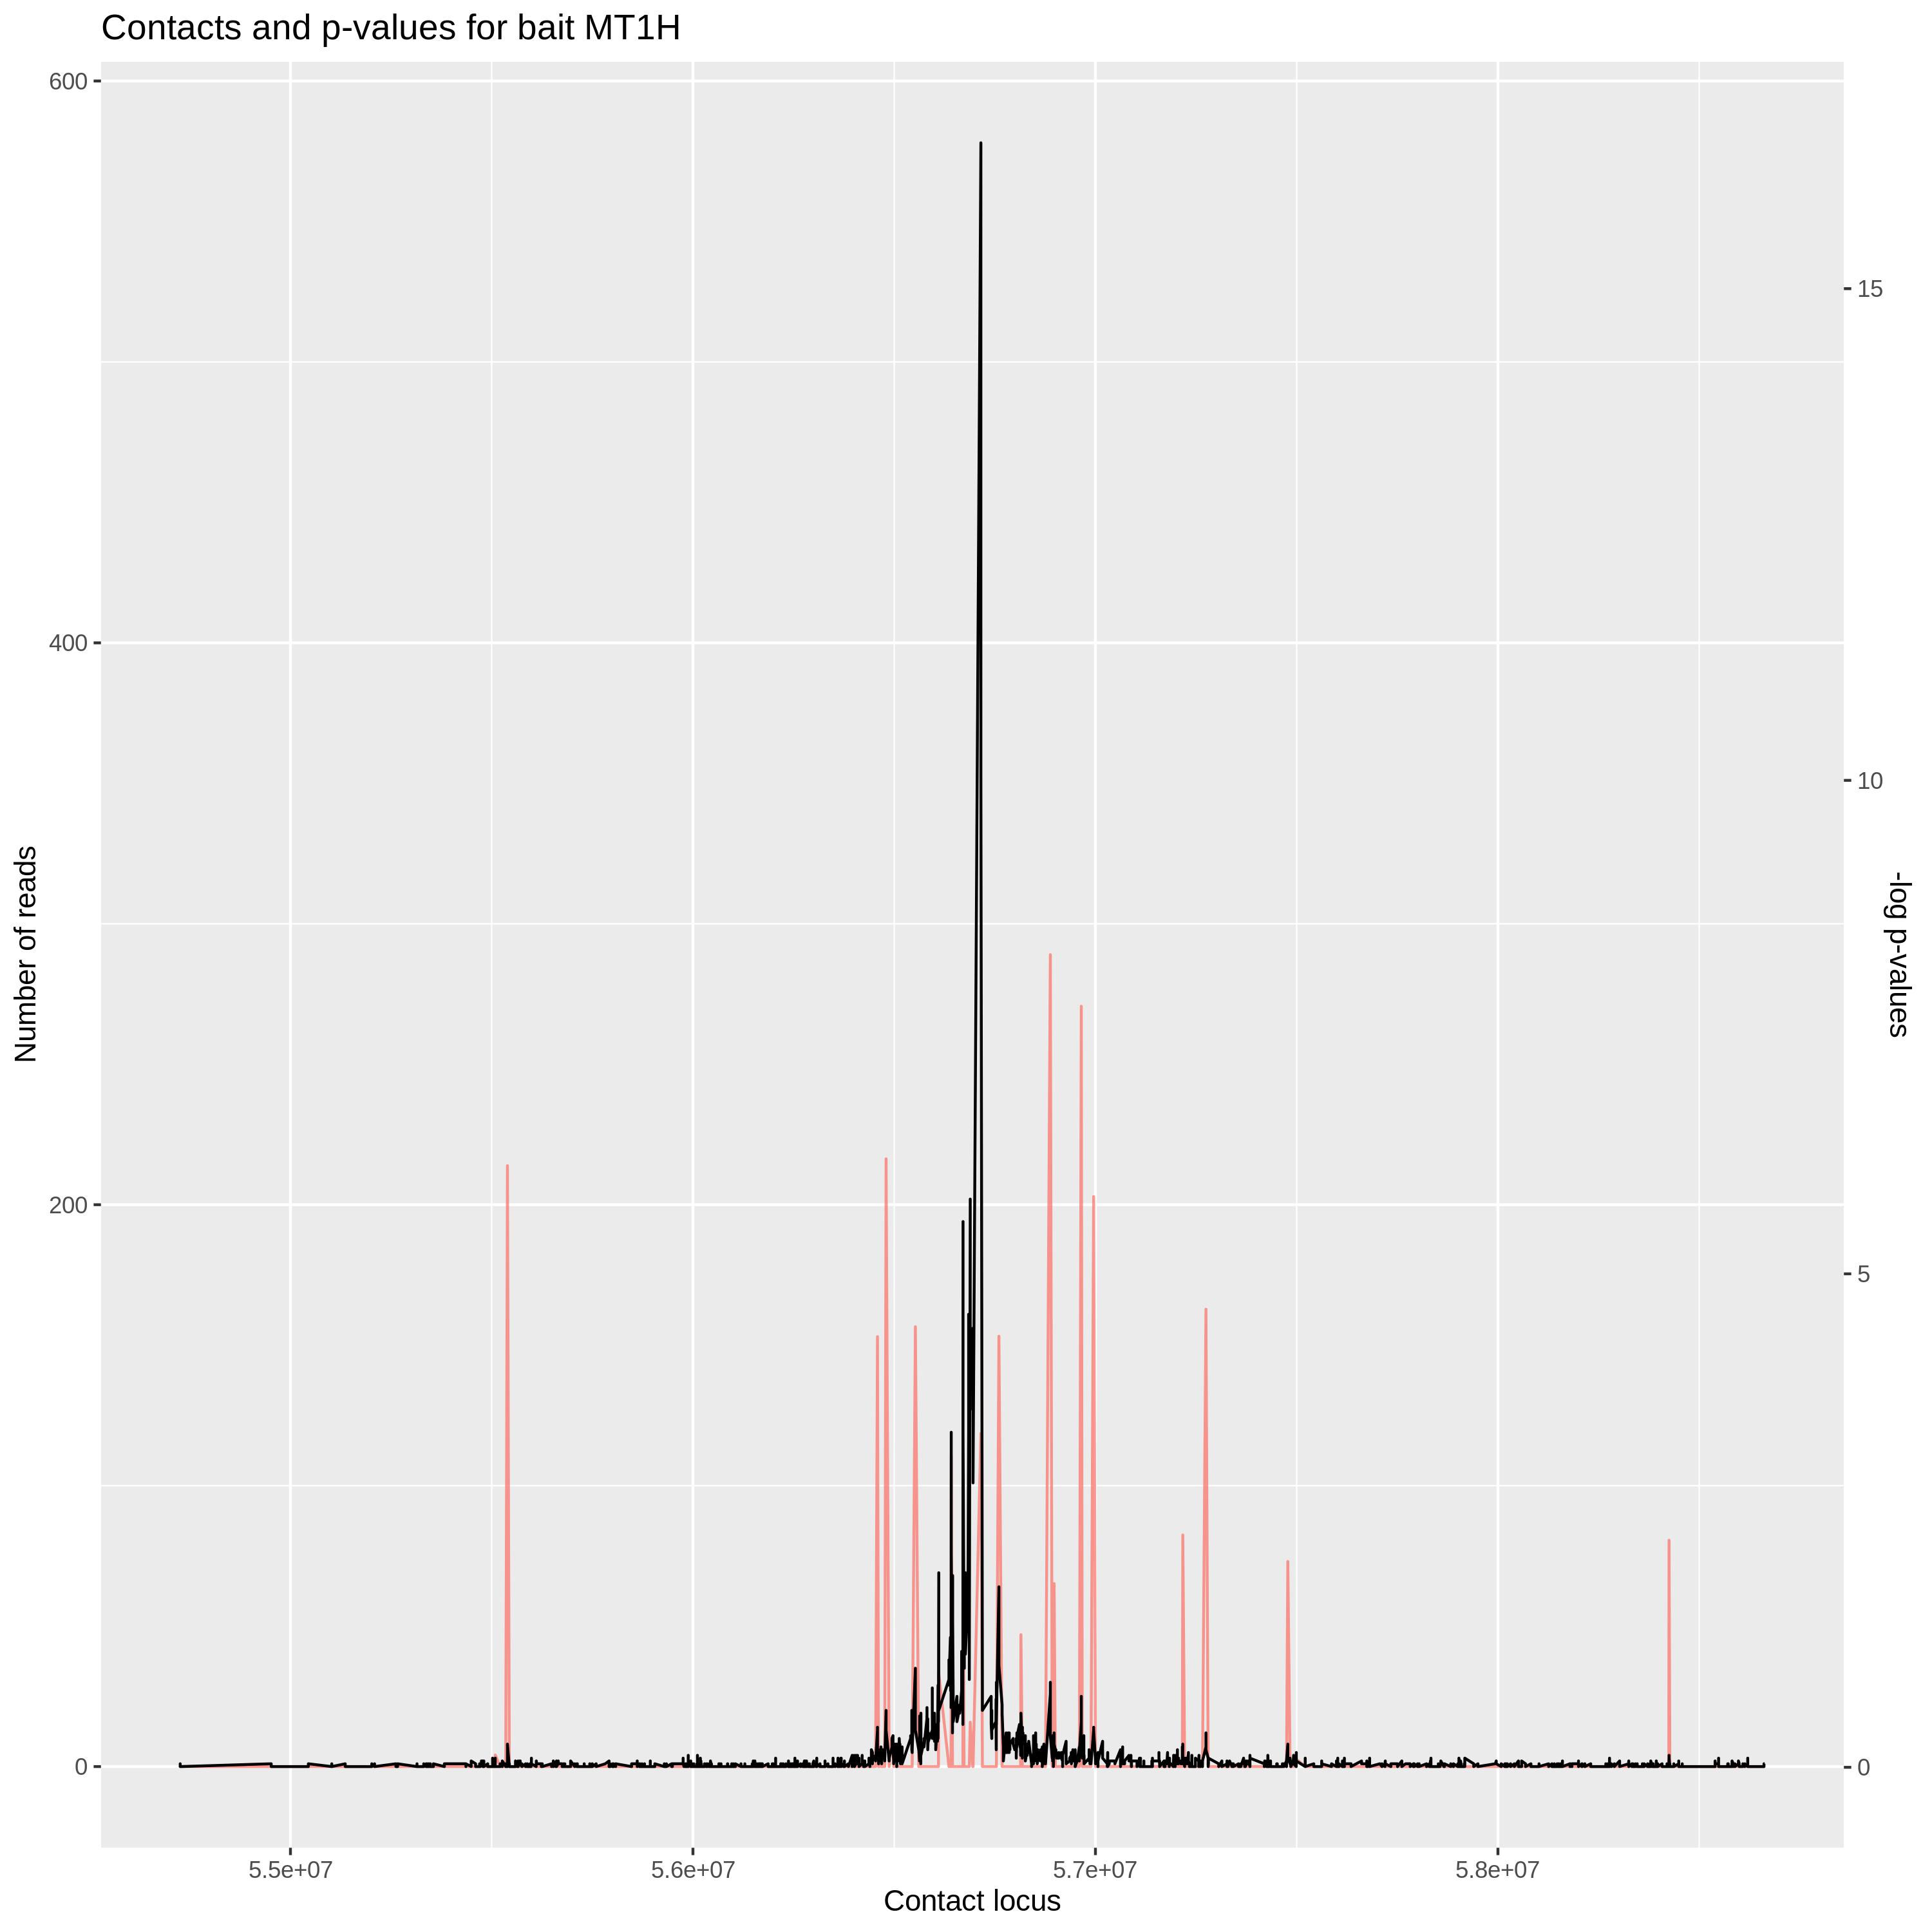 Contacts and p-values for bait MT1H
600
400
200
0
Number of reads
15
10
5
0
-log p-values
5.5e+07
5.6e+07
5.7e+07
5.8e+07
Contact locus